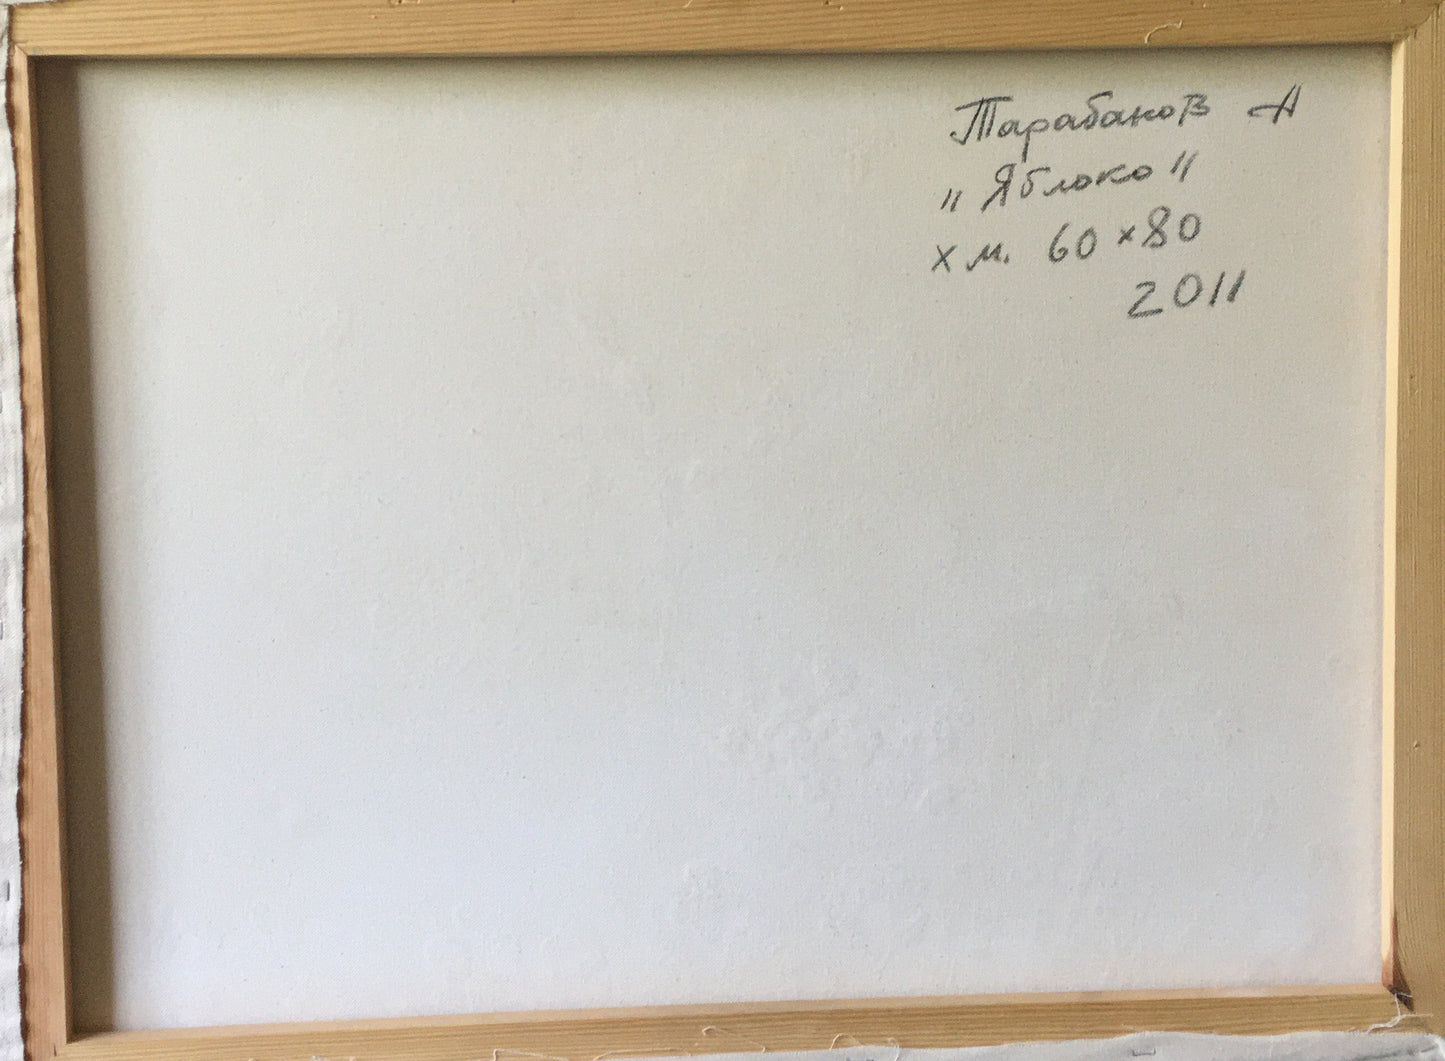 Тарабанов А
"Яблоко"
х м. 60 x 80
2011